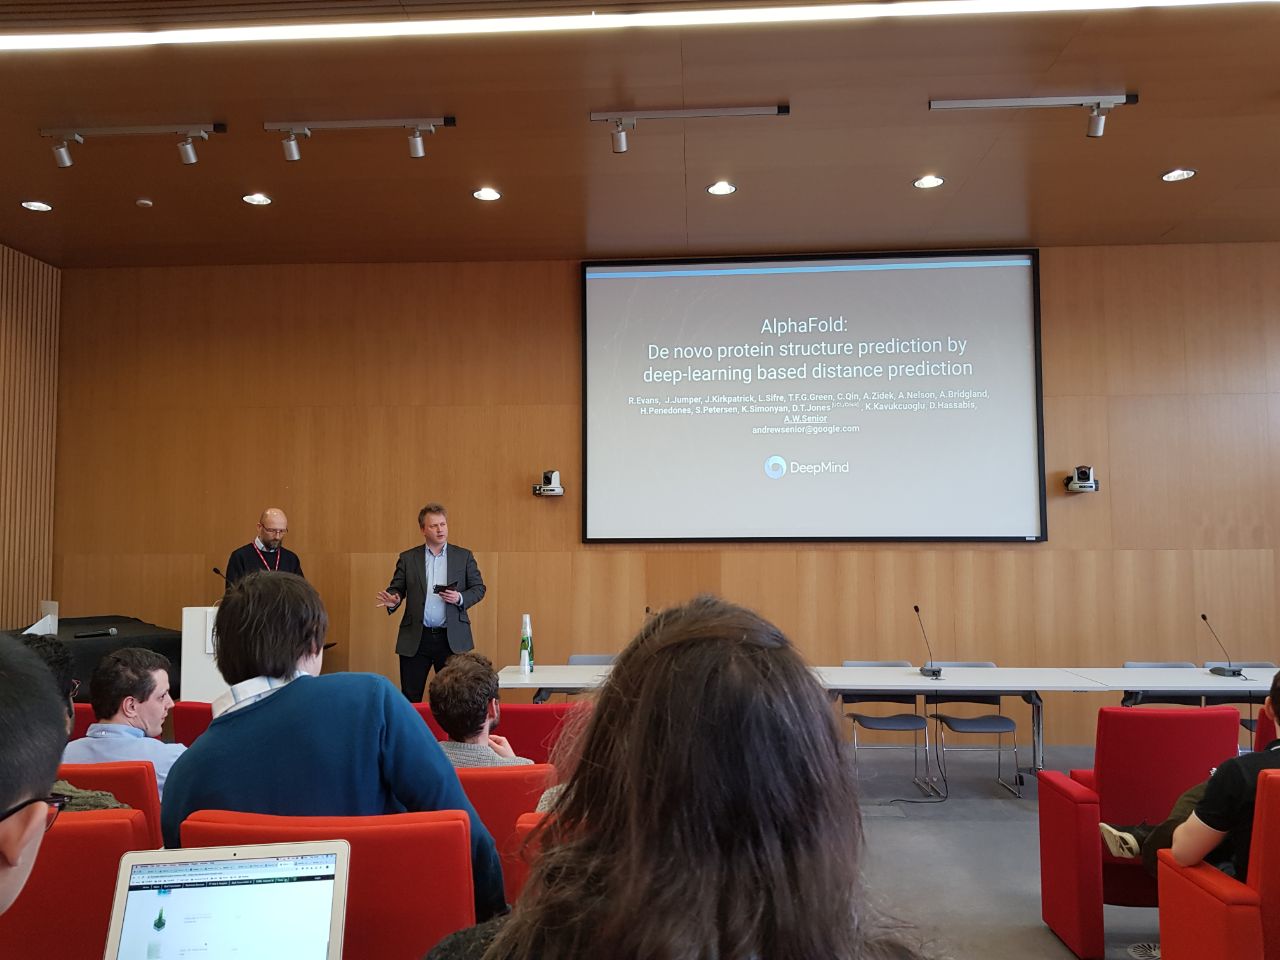 AlphaFold:
De novo protein structure prediction by
deep-learning based distance prediction
R.Evans, J.Jumper, J.Kirkpatrick, L.Sifre, T.F.G.Green, C.Qin, A.Zidek, A.Nelson, A.Bridgland,
H.Penedones, S.Petersen, K.Simonyan, D.T.Jones , K.Kavukcuoglu, D.Hassabis,
A.W.Senior
andrewsenior@google.com
DeepMind